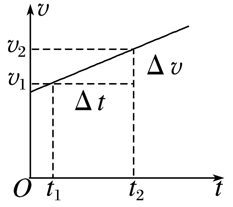 v
v₂
Δv
v₁
Δt
O t₁ t₂ t